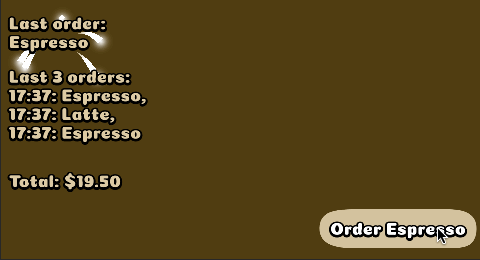 Last order:
Espresso
Last 3 orders:
17:37: Espresso,
17:37: Latte,
17:37: Espresso
Total: $19.50
Order Espresso